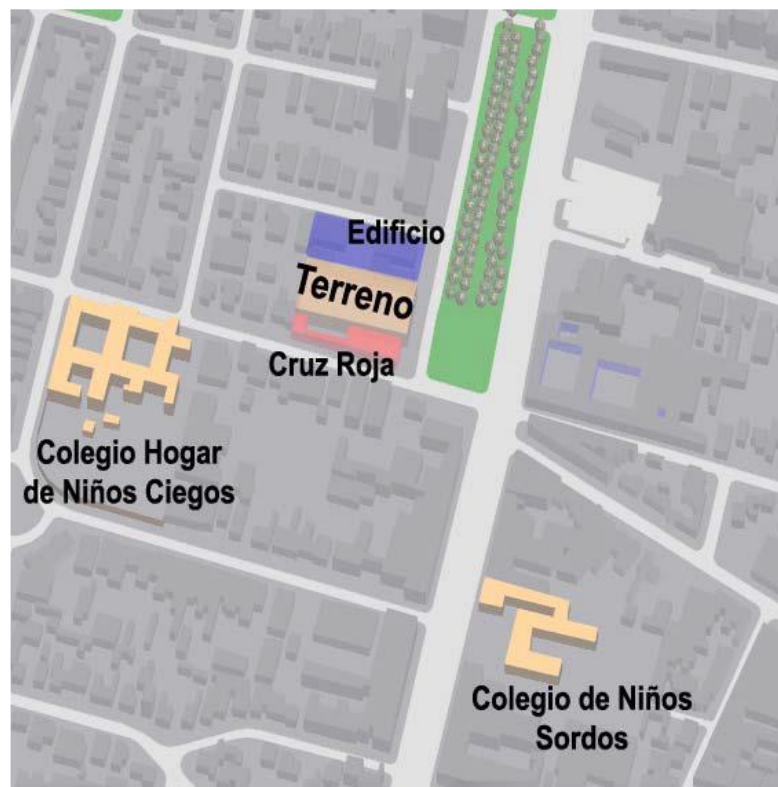 Edificio
Terreno
Cruz Roja
Colegio Hogar
de Niños Ciegos
Colegio de Niños
Sordos